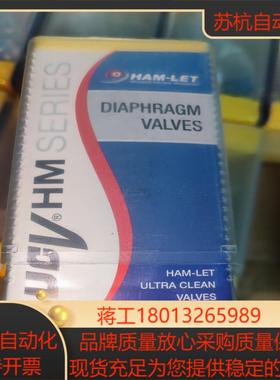 苏杭自动
HAM-LET
DIAPHRAGM
VALVES
UCV® HM SERIES
HAM-LET
ULTRA CLEAN
VALVES
蒋工18013265989
自动化
品牌质量放心采购质量保
开票
现货充足为您提供稳定的